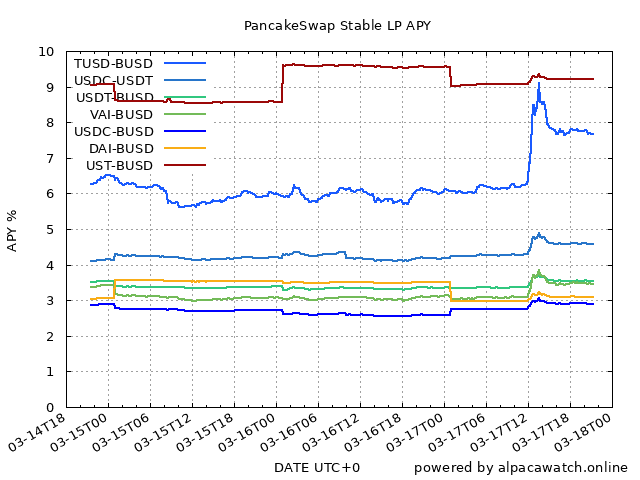 PancakeSwap Stable LP APY
10
9
8
7
6
5
4
3
2
1
0
APY %
TUSD-BUSD
USDC-USDT
USDT-BUSD
VAI-BUSD
USDC-BUSD
DAI-BUSD
UST-BUSD
03-14T18
03-15T00
03-15T06
03-15T12
03-15T18
03-16T00
03-16T06
03-16T12
03-16T18
03-17T00
03-17T06
03-17T12
03-17T18
03-18T00
DATE UTC+0
powered by alpacawatch.online